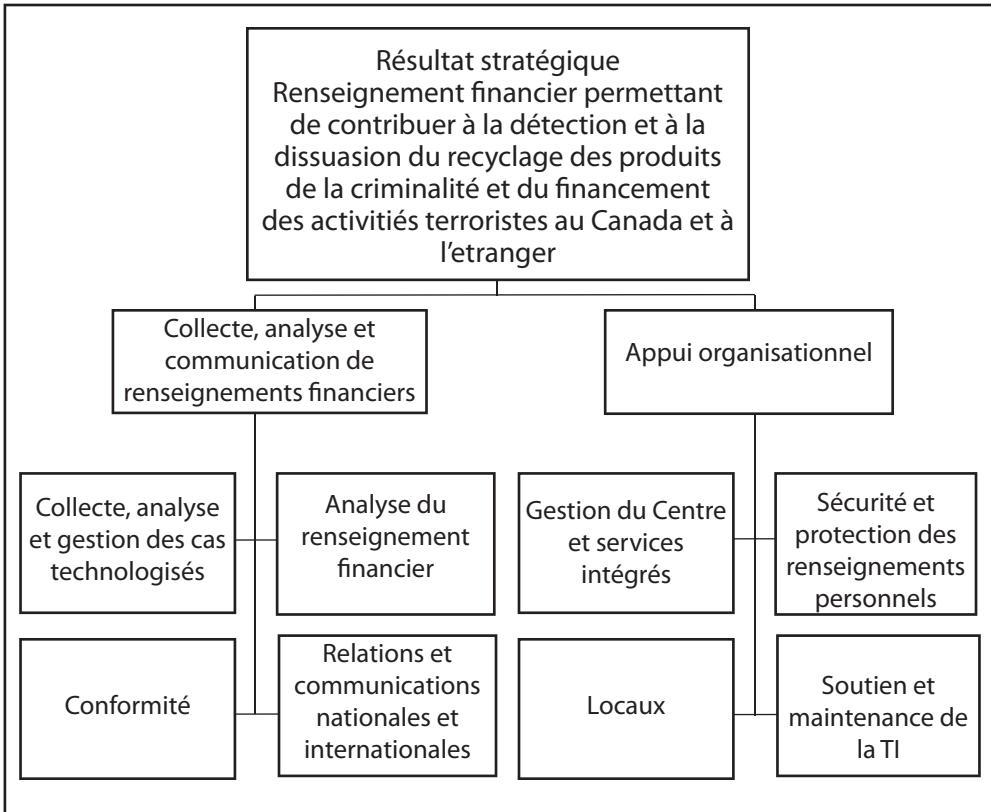 Résultat stratégique
Renseignement financier permettant
de contribuer à la détection et à la
dissuasion du recyclage des produits
de la criminalité et du financement
des activitiés terroristes au Canada et à
l'etranger
Collecte, analyse et
communication de
renseignements financiers
Appui organisationnel
Collecte, analyse
et gestion des cas
technologisés
Analyse du
renseignement
financier
Gestion du Centre
et services
intégrés
Sécurité et
protection des
renseignements
personnels
Conformité
Relations et
communications
nationales et
internationales
Locaux
Soutien et
maintenance de
la TI